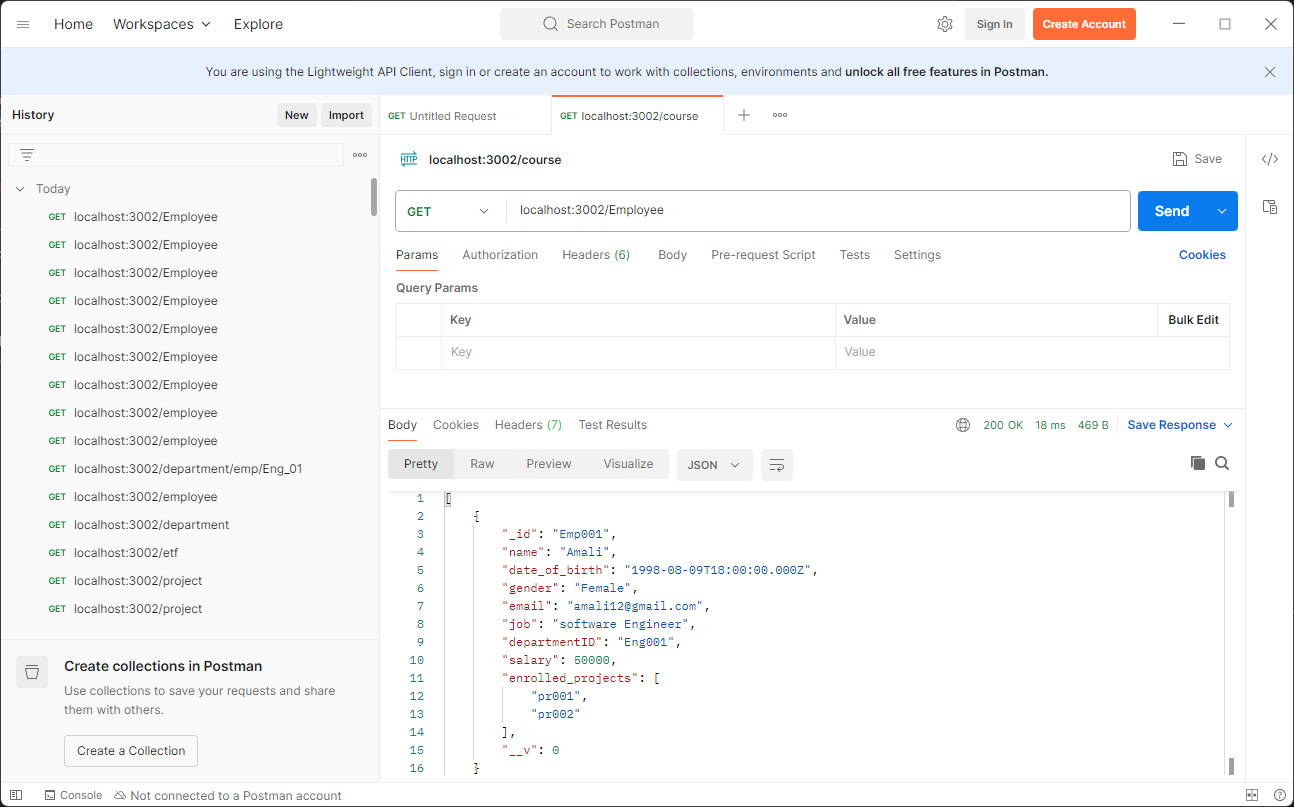 Home Workspaces Explore Search Postman Sign In Create Account
You are using the Lightweight API Client, sign in or create an account to work with collections, environments and unlock all free features in Postman.
History New Import
GET Untitled Request GET localhost:3002/course
HTTP localhost:3002/course Save
Today
GET localhost:3002/Employee
GET localhost:3002/Employee
GET localhost:3002/Employee
GET localhost:3002/Employee
GET localhost:3002/Employee
GET localhost:3002/Employee
GET localhost:3002/Employee
GET localhost:3002/employee
GET localhost:3002/employee
GET localhost:3002/department/emp/Eng_01
GET localhost:3002/employee
GET localhost:3002/department
GET localhost:3002/etf
GET localhost:3002/project
GET localhost:3002/project
Create collections in Postman
Use collections to save your requests and share
them with others.
Create a Collection
GET localhost:3002/Employee Send
Params Authorization Headers (6) Body Pre-request Script Tests Settings Cookies
Query Params
Key Value Bulk Edit
Key Value
Body Cookies Headers (7) Test Results 200 OK 18 ms 469 B Save Response
Pretty Raw Preview Visualize JSON
1 [
2 {
3 "_id": "Emp001",
4 "name": "Amali",
5 "date_of_birth": "1998-08-09T18:00:00.000Z",
6 "gender": "Female",
7 "email": "amali12@gmail.com",
8 "job": "software Engineer",
9 "departmentID": "Eng001",
10 "salary": 50000,
11 "enrolled_projects": [
12 "pr001",
13 "pr002"
14 ],
15 "__v": 0
16 }
Console Not connected to a Postman account